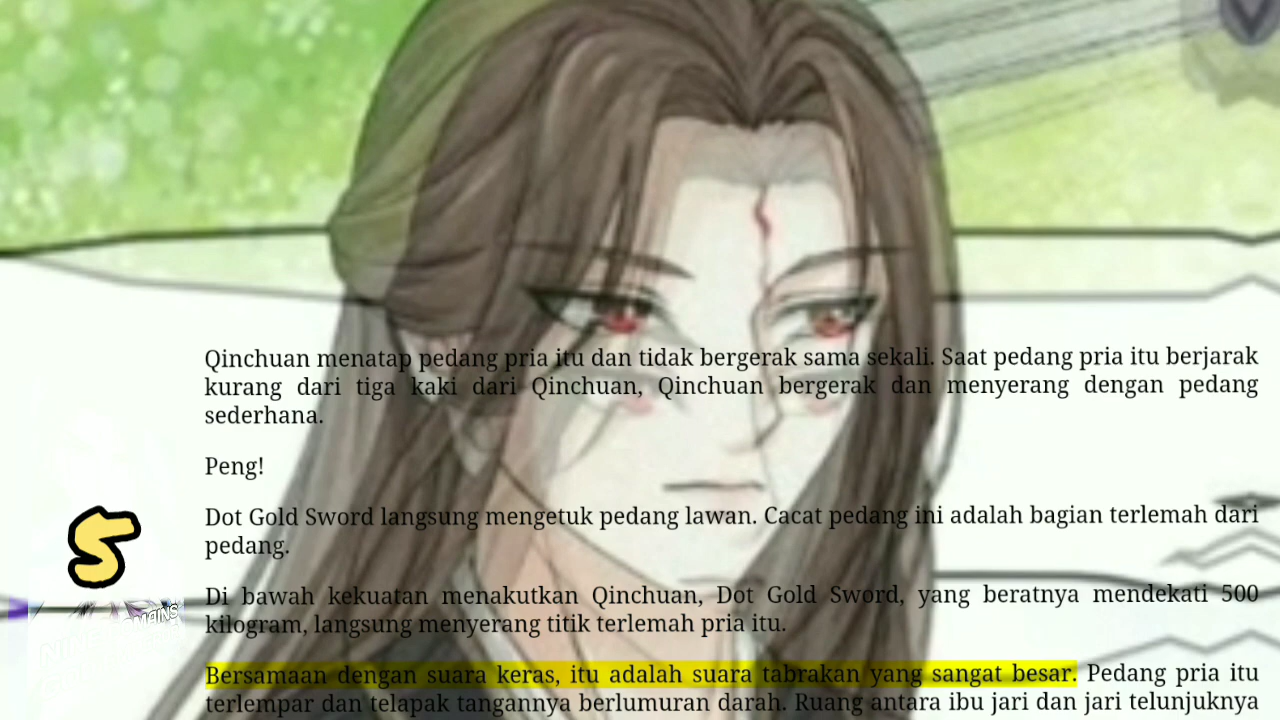 Qinchuan menatap pedang pria itu dan tidak bergerak sama sekali. Saat pedang pria itu berjarak
kurang dari tiga kaki dari Qinchuan, Qinchuan bergerak dan menyerang dengan pedang
sederhana.
Peng!
Dot Gold Sword langsung mengetuk pedang lawan. Cacat pedang ini adalah bagian terlemah dari
pedang.
S
Di bawah kekuatan menakutkan Qinchuan, Dot Gold Sword, yang beratnya mendekati 500
kilogram, langsung menyerang titik terlemah pria itu.
Bersamaan dengan suara keras, itu adalah suara tabrakan yang sangat besar. Pedang pria itu
terlempar dan telapak tangannya berlumuran darah. Ruang antara ibu jari dan jari telunjuknya